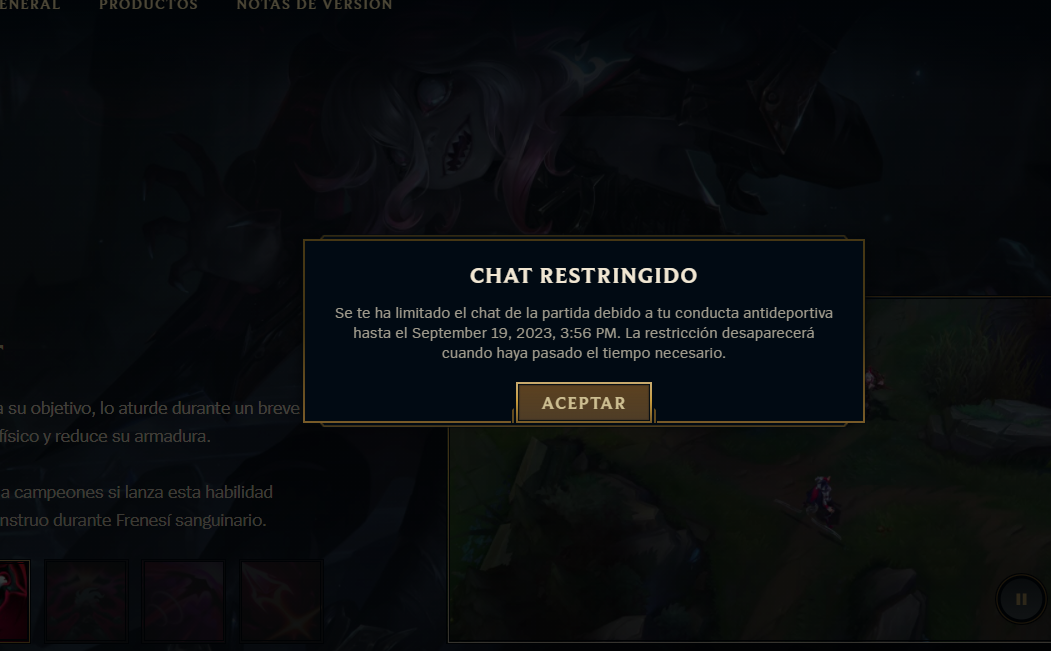 PRODUCTOS
NOTAS DE VERSIÓN
CHAT RESTRINGIDO
Se te ha limitado el chat de la partida debido a tu conducta antideportiva
hasta el September 19, 2023, 3:56 PM. La restricción desaparecerá
cuando haya pasado el tiempo necesario.
ACEPTAR
a su objetivo, lo aturde durante un breve
físico y reduce su armadura.
a campeones si lanza esta habilidad
durante Frenesí sanguinario.